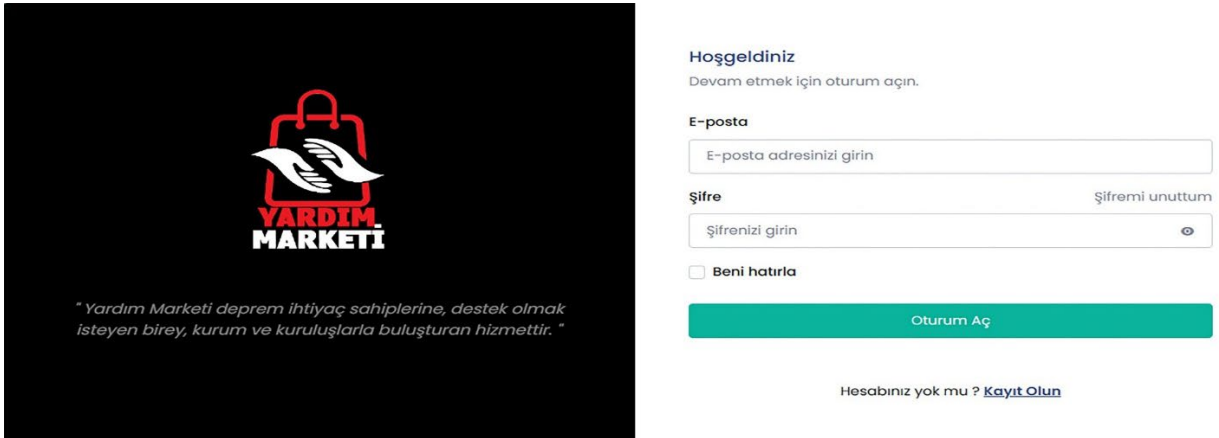 YARDIM
MARKETİ
" Yardım Marketi deprem ihtiyaç sahiplerine, destek olmak
isteyen birey, kurum ve kuruluşlarla buluşturan hizmettir. "
Hoşgeldiniz
Devam etmek için oturum açın.
E-posta
E-posta adresinizi girin
Şifre Şifremi unuttum
Şifrenizi girin
Beni hatırla
Oturum Aç
Hesabınız yok mu ? Kayıt Olun